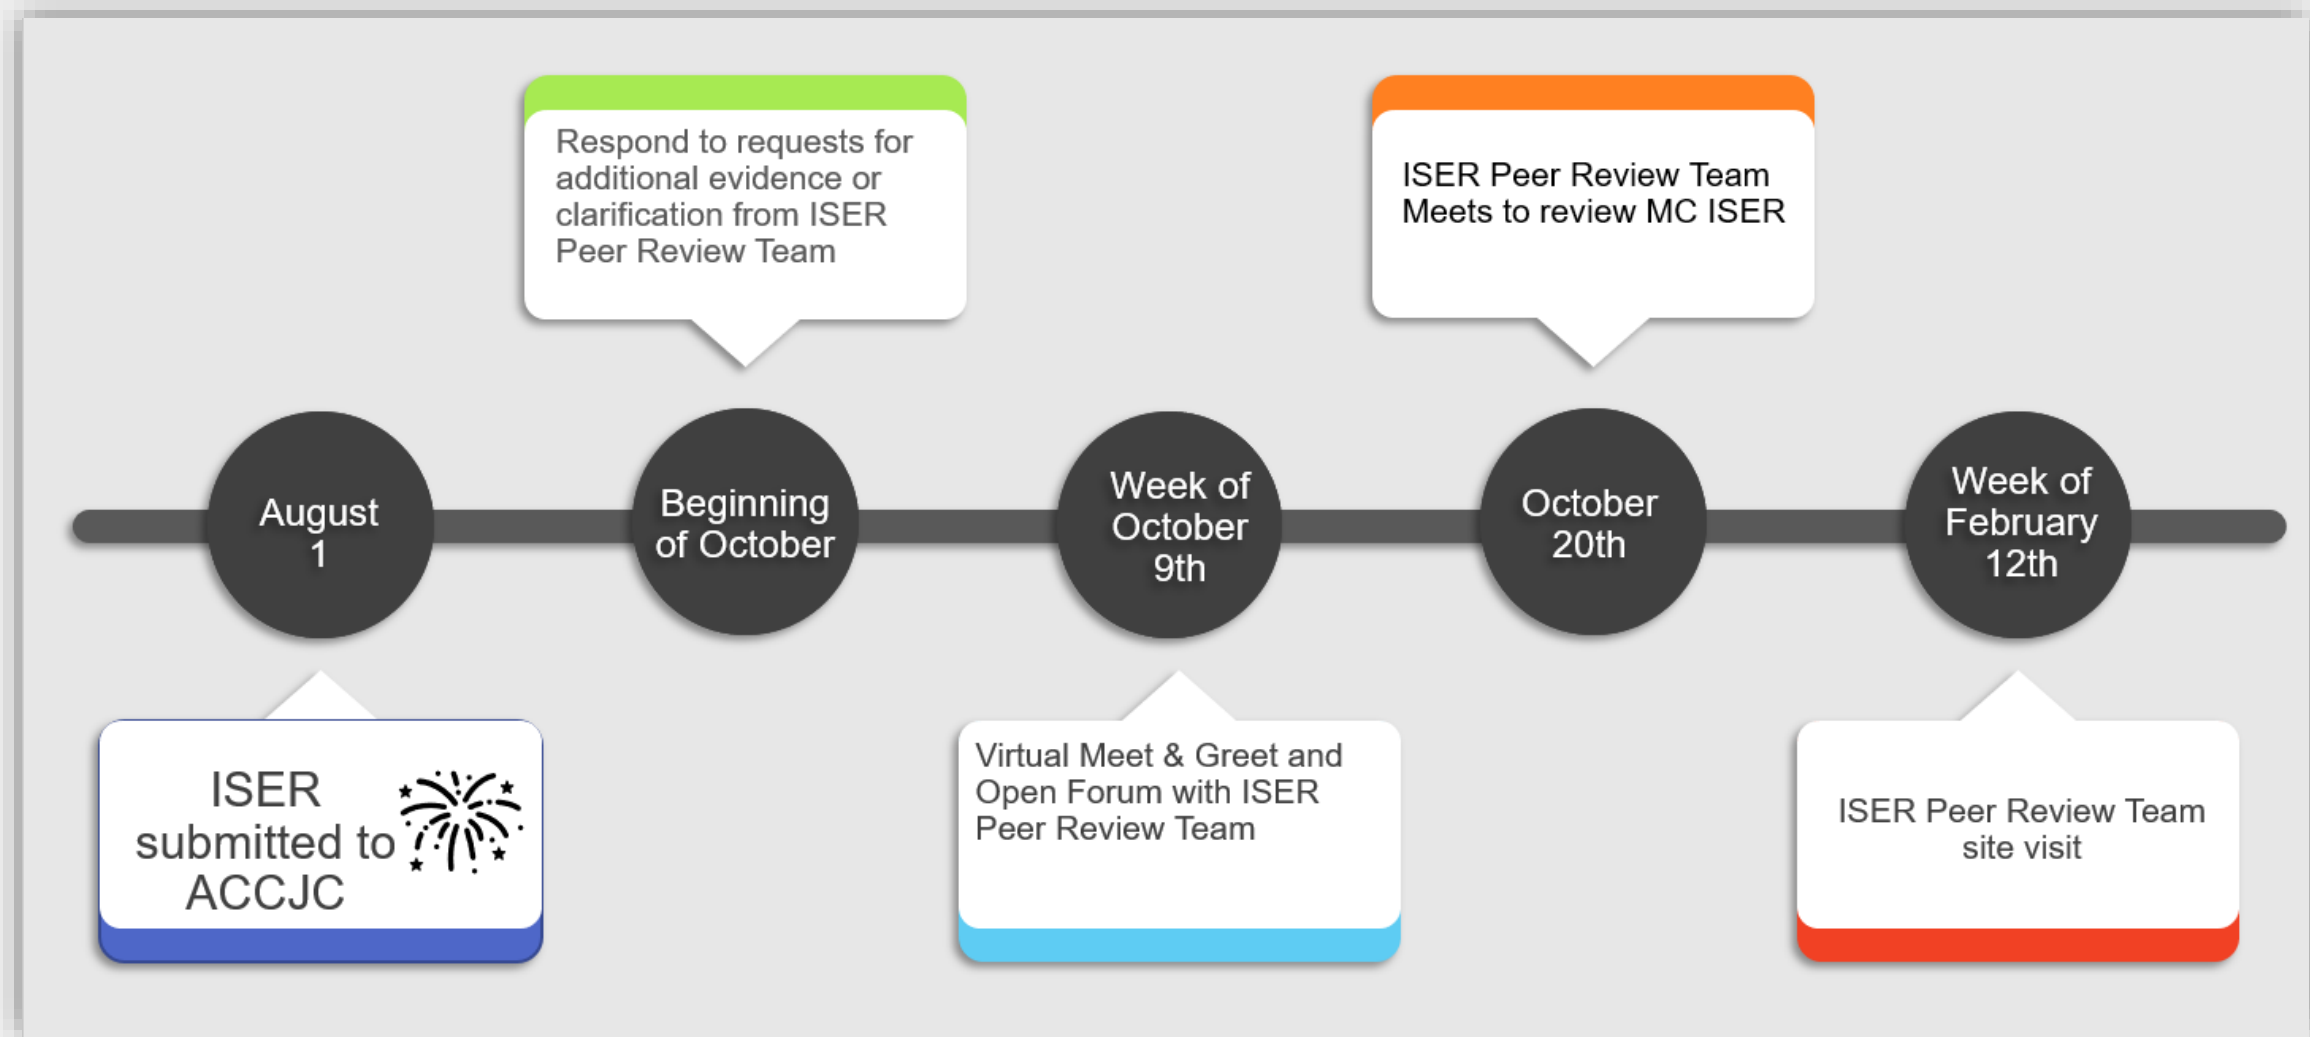 Respond to requests for
additional evidence or
clarification from ISER
Peer Review Team
ISER Peer Review Team
Meets to review MC ISER
August
1
Beginning
of October
Week of
October
9th
October
20th
Week of
February
12th
ISER
submitted to
ACCJC
Virtual Meet & Greet and
Open Forum with ISER
Peer Review Team
ISER Peer Review Team
site visit